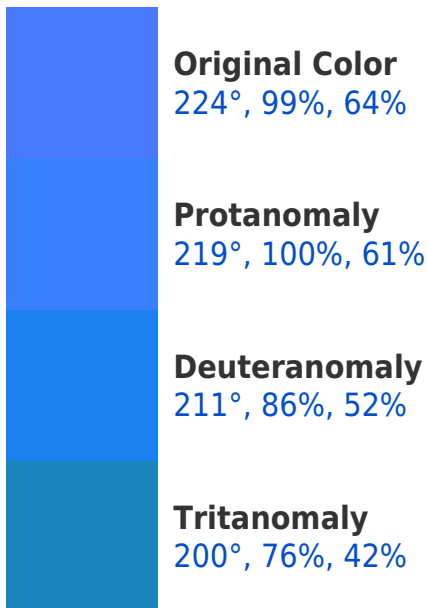 Original Color
224°, 99%, 64%
Protanomaly
219°, 100%, 61%
Deuteranomaly
211°, 86%, 52%
Tritanomaly
200°, 76%, 42%